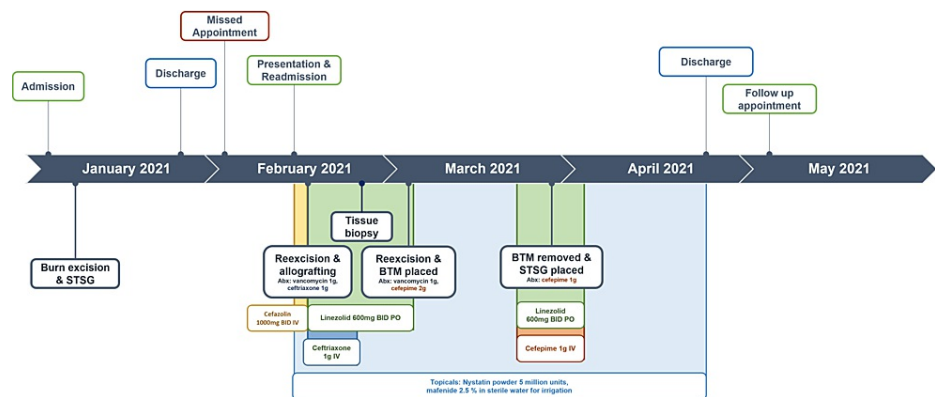 Missed
Appointment
Admission
Discharge
Presentation &
Readmission
Discharge
Follow up
appointment
January 2021
February 2021
March 2021
April 2021
May 2021
Burn excision
& STSG
Tissue
biopsy
Reexcision &
allografting
Abx: vancomycin 1g,
ceftriaxone 1g
Reexcision &
BTM placed
Abx: vancomycin 1g,
cefepime 2g
BTM removed &
STSG placed
Abx: cefepime 1g
Cefazolin
1000mg BID IV
Linezolid 600mg BID PO
Linezolid
600mg BID PO
Ceftriaxone
1g IV
Cefepime 1g IV
Topicals: Nystatin powder 5 million units,
mafenide 2.5 % in sterile water for irrigation